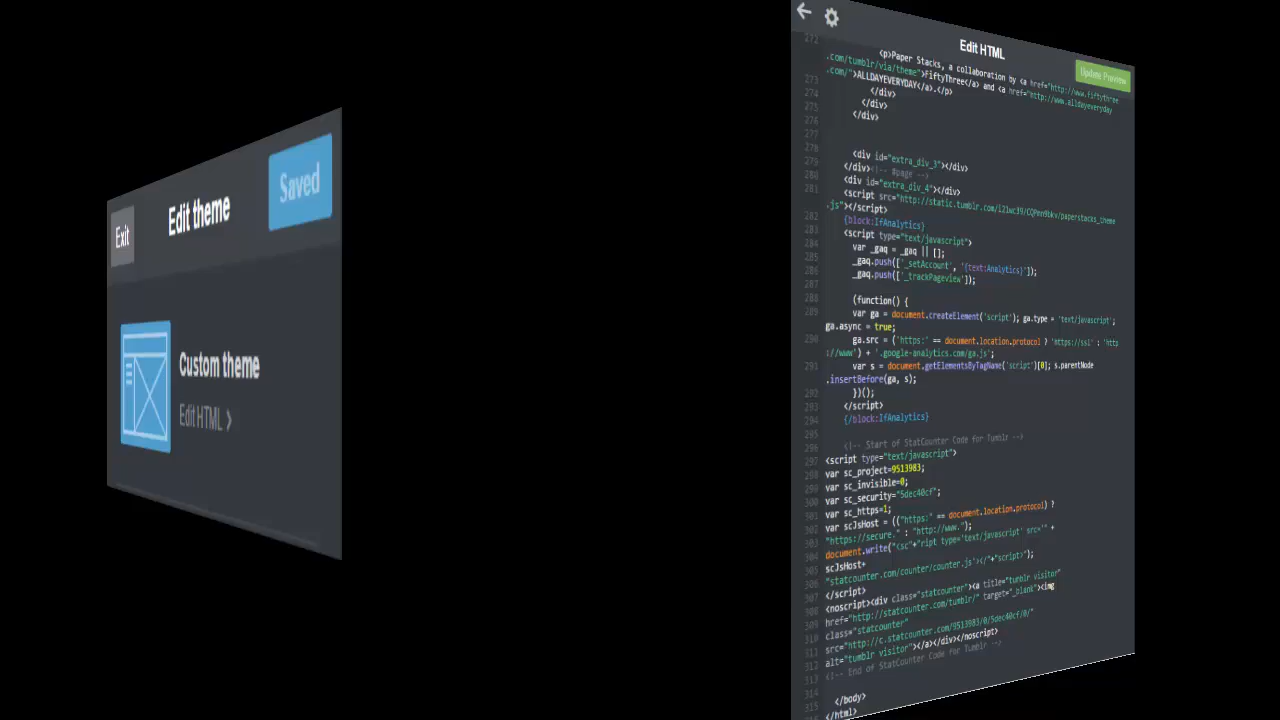 Exit
Edit theme
Saved
Custom theme
Edit HTML >
Edit HTML
Update Preview
272
<p>Paper Stacks, a collaboration by <a href="http://www.fiftythree
.com/tumblr/via/theme">FiftyThree</a> and <a href="http://www.alldayeveryday
.com/">ALLDAYEVERYDAY</a>.</p>
273 </div>
274 </div>
275 </div>
276
277
278
279 <div id="extra_div_3"></div>
280 </div><!-- #page -->
281 <div id="extra_div_4"></div>
<script src="http://static.tumblr.com/i21wc39/CQPmn9bkv/paperstacks_theme
.js"></script>
282 {block:IfAnalytics}
283 <script type="text/javascript">
284 var _gaq = _gaq || [];
285 _gaq.push(['_setAccount', '{text:Analytics}']);
286 _gaq.push(['_trackPageview']);
287
288 (function() {
289 var ga = document.createElement('script'); ga.type = 'text/javascript';
ga.async = true;
290 ga.src = ('https:' == document.location.protocol ? 'https://ssl' : 'http
://www') + '.google-analytics.com/ga.js';
291 var s = document.getElementsByTagName('script')[0]; s.parentNode
.insertBefore(ga, s);
292 })();
293 </script>
294 {/block:IfAnalytics}
295
296 <!-- Start of StatCounter Code for Tumblr -->
297 <script type="text/javascript">
298 var sc_project=9513983;
299 var sc_invisible=0;
300 var sc_security="5dec40cf";
301 var sc_https=1;
302 var scJsHost = (("https:" == document.location.protocol) ?
303 "https://secure." : "http://www.");
304 document.write("<sc"+"ript type='text/javascript' src='" +
305 scJsHost+
306 "statcounter.com/counter/counter.js'></"+"script>");
307 </script>
308 <noscript><div class="statcounter"><a title="tumblr visitor"
309 href="http://statcounter.com/tumblr/" target="_blank"><img
310 class="statcounter"
311 src="http://c.statcounter.com/9513983/0/5dec40cf/0/"
312 alt="tumblr visitor"></a></div></noscript>
313 <!-- End of StatCounter Code for Tumblr -->
314
315 </body>
</html>